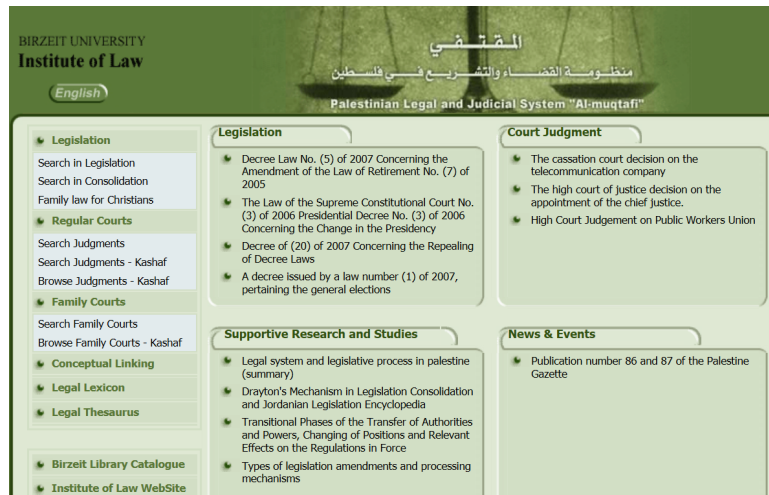 BIRZEIT UNIVERSITY
Institute of Law
English
المقتفي
منظومة القضاء والتشريع في فلسطين
Palestinian Legal and Judicial System "Al-muqtafi"
Legislation
Search in Legislation
Search in Consolidation
Family law for Christians
Regular Courts
Search Judgments
Search Judgments - Kashaf
Browse Judgments - Kashaf
Family Courts
Search Family Courts
Browse Family Courts - Kashaf
Conceptual Linking
Legal Lexicon
Legal Thesaurus
Birzeit Library Catalogue
Institute of Law WebSite
Legislation
Decree Law No. (5) of 2007 Concerning the
Amendment of the Law of Retirement No. (7) of
2005
The Law of the Supreme Constitutional Court No.
(3) of 2006 Presidential Decree No. (3) of 2006
Concerning the Change in the Presidency
Decree of (20) of 2007 Concerning the Repealing
of Decree Laws
A decree issued by a law number (1) of 2007,
pertaining the general elections
Court Judgment
The cassation court decision on the
telecommunication company
The high court of justice decision on the
appointment of the chief justice.
High Court Judgement on Public Workers Union
Supportive Research and Studies
Legal system and legislative process in palestine
(summary)
Drayton's Mechanism in Legislation Consolidation
and Jordanian Legislation Encyclopedia
Transitional Phases of the Transfer of Authorities
and Powers, Changing of Positions and Relevant
Effects on the Regulations in Force
Types of legislation amendments and processing
mechanisms
News & Events
Publication number 86 and 87 of the Palestine
Gazette